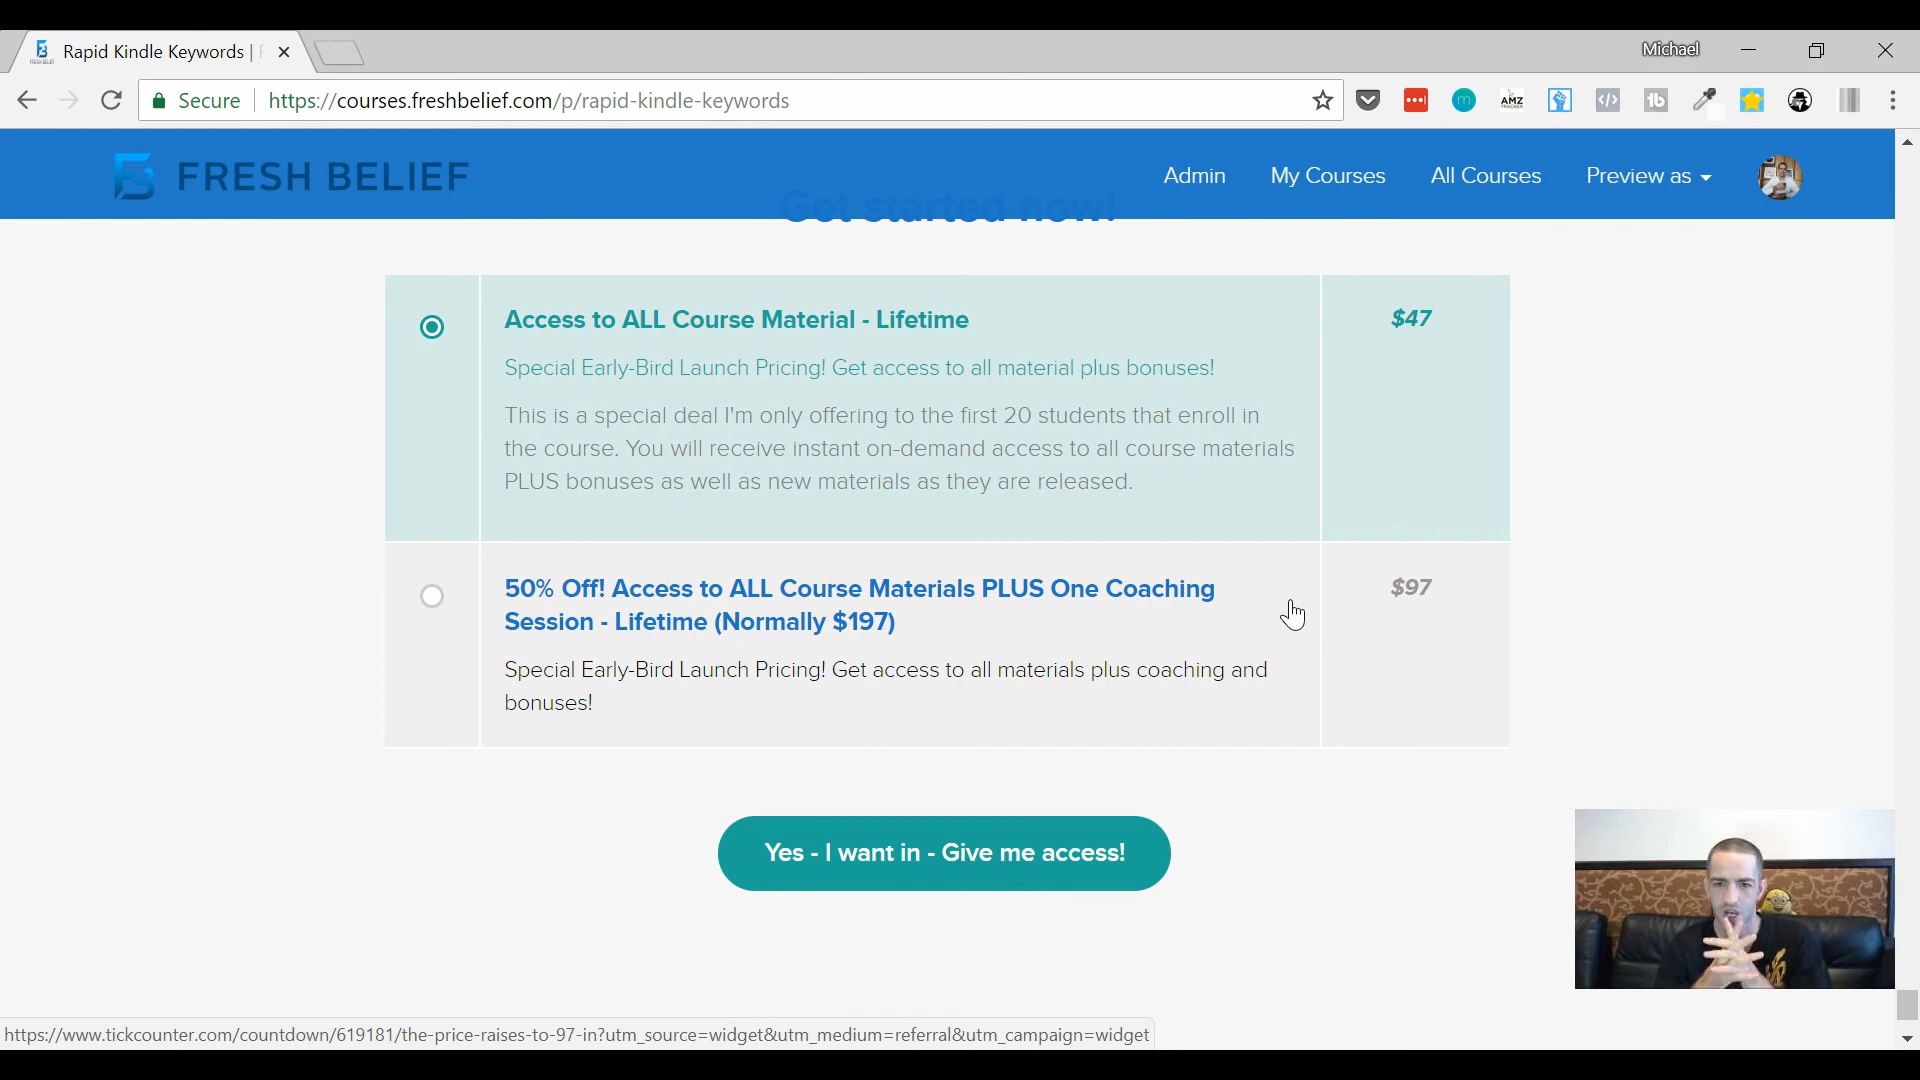 Rapid Kindle Keywords |
Michael
Secure
https://courses.freshbelief.com/p/rapid-kindle-keywords
AMZ
TRACKER
FRESH BELIEF
Admin
My Courses
All Courses
Preview as
Get started now!
Access to ALL Course Material - Lifetime
$47
Special Early-Bird Launch Pricing! Get access to all material plus bonuses!
This is a special deal I'm only offering to the first 20 students that enroll in
the course. You will receive instant on-demand access to all course materials
PLUS bonuses as well as new materials as they are released.
50% Off! Access to ALL Course Materials PLUS One Coaching
Session - Lifetime (Normally $197)
$97
Special Early-Bird Launch Pricing! Get access to all materials plus coaching and
bonuses!
Yes - I want in - Give me access!
https://www.tickcounter.com/countdown/619181/the-price-raises-to-97-in?utm_source=widget&utm_medium=referral&utm_campaign=widget